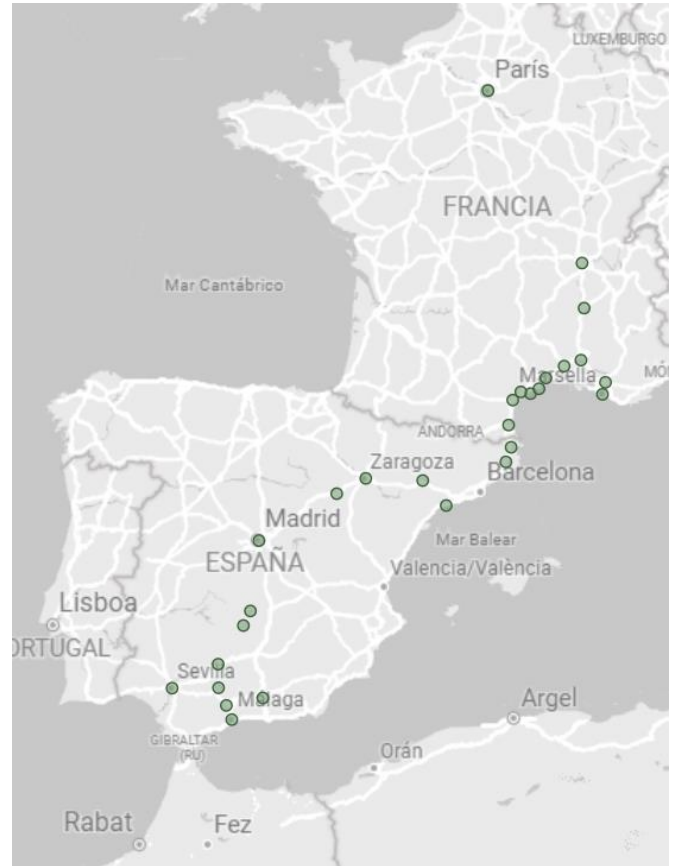 LUXEMBURGO
París
FRANCIA
Mar Cantábrico
Marsella
MÓ
ANDORRA
Zaragoza
Barcelona
Madrid
Mar Balear
ESPAÑA
Valencia/València
Lisboa
ORTUGAL
Sevilla
Málaga
Argel
GIBRALTAR
(RU)
Orán
Rabat
Fez